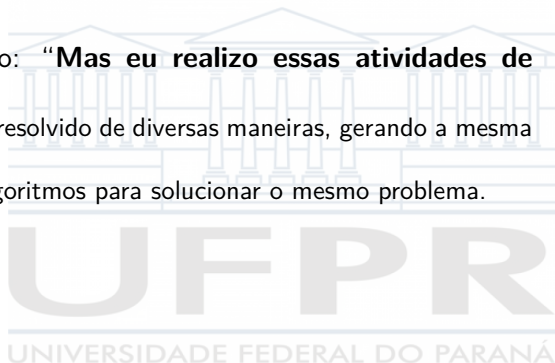 o: “Mas eu realizo essas atividades de
resolvido de diversas maneiras, gerando a mesma
goritmos para solucionar o mesmo problema.
UFPR
UNIVERSIDADE FEDERAL DO PARANÁ